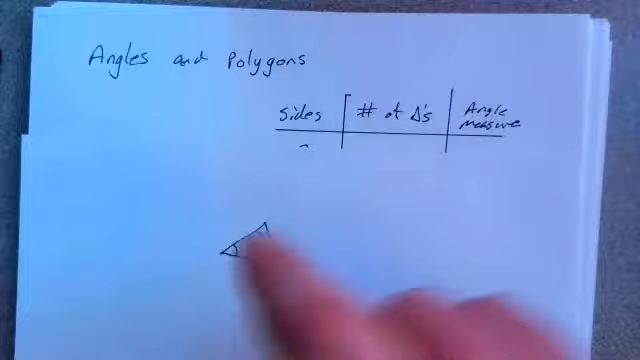 Angles and Polygons
Sides # of Δ's Angle
measure